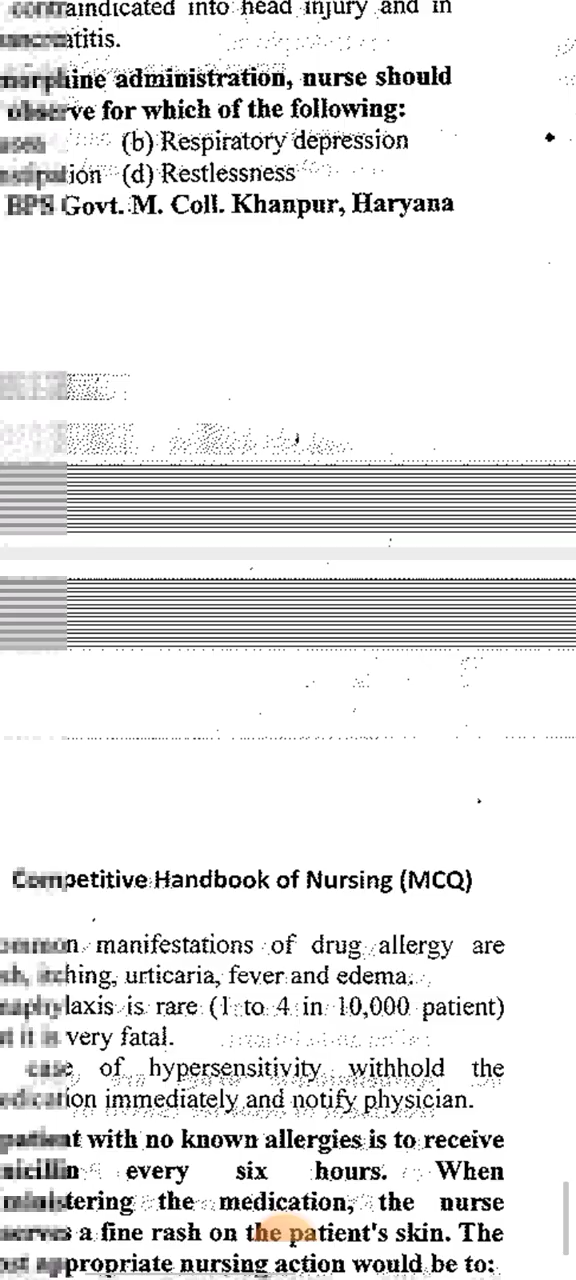 contraindicated into head injury and in
morphine administration, nurse should
observe for which of the following:
(b) Respiratory depression
(d) Restlessness
BPS Govt. M. Coll. Khanpur, Haryana
Competitive Handbook of Nursing (MCQ)
common manifestations of drug allergy are
itching, urticaria, fever and edema.
is rare (1 to 4 in 10,000 patient)
it is very fatal.
case of hypersensitivity withhold the
immediately and notify physician.
patient with no known allergies is to receive
every six hours. When
the medication, the nurse
a fine rash on the patient's skin. The
appropriate nursing action would be to: